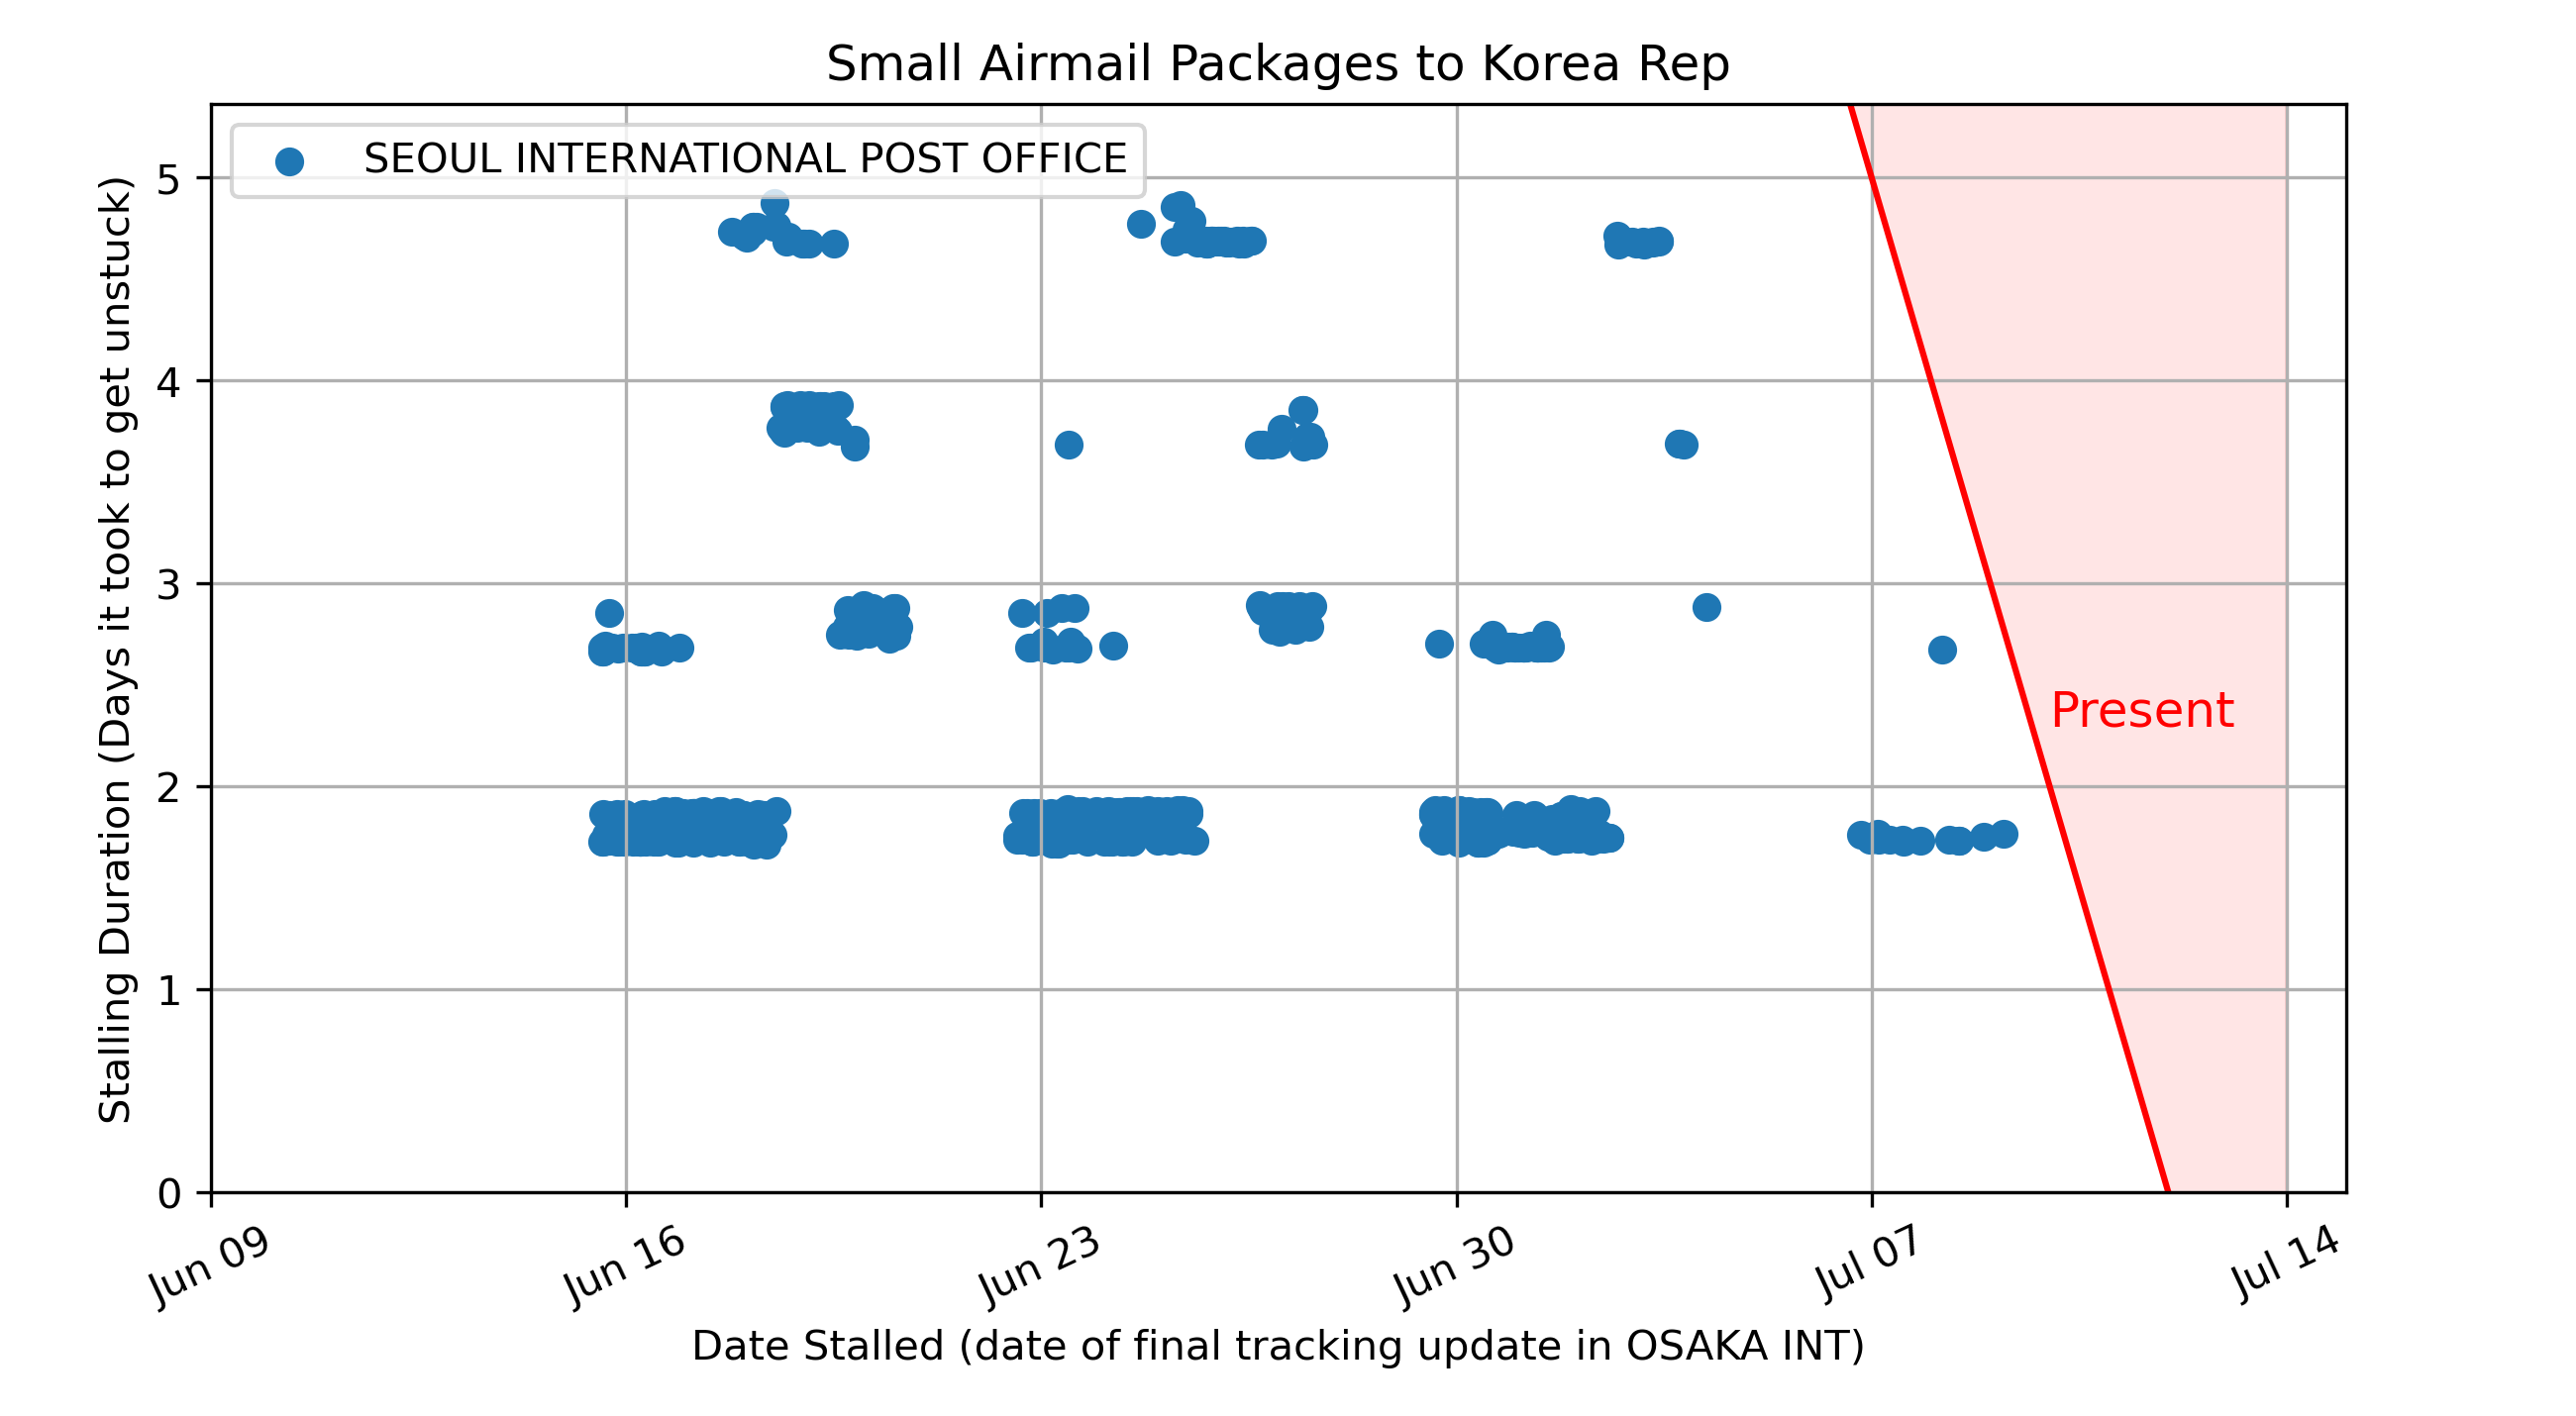 Small Airmail Packages to Korea Rep
SEOUL INTERNATIONAL POST OFFICE
Stalling Duration (Days it took to get unstuck)
5
4
3
2
1
0
Present
Jun 09
Jun 16
Jun 23
Jun 30
Jul 07
Jul 14
Date Stalled (date of final tracking update in OSAKA INT)